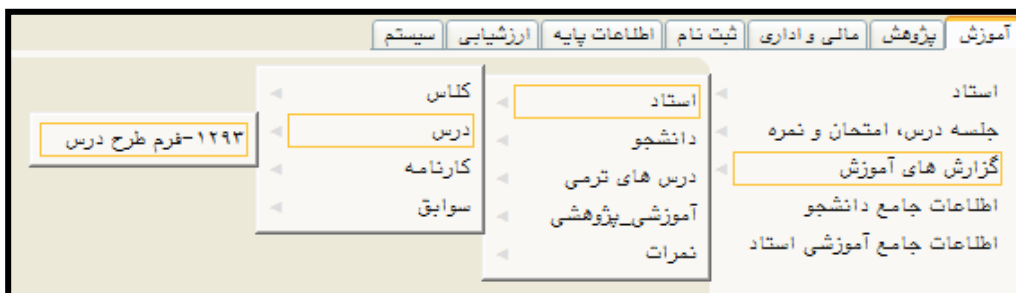 آموزش پژوهش مالی و اداری ثبت نام اطلاعات پایه ارزشیابی سیستم
استاد
جلسه درس، امتحان و نمره
گزارش های آموزش
اطلاعات جامع دانشجو
اطلاعات جامع آموزشی استاد
استاد
دانشجو
درس های ترمی
آموزشی_پژوهشی
نمرات
کلاس
درس
کارنامه
سوابق
۱۲۹۳-فرم طرح درس